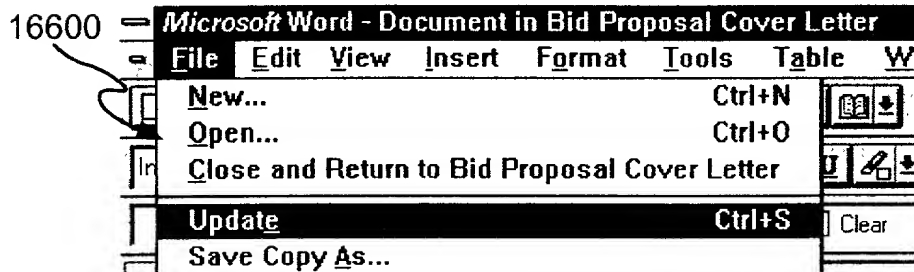 16600
Microsoft Word - Document in Bid Proposal Cover Letter
File Edit View Insert Format Tools Table W
New... Ctrl+N
Open... Ctrl+O
Close and Return to Bid Proposal Cover Letter
Update Ctrl+S
Clear
Save Copy As...